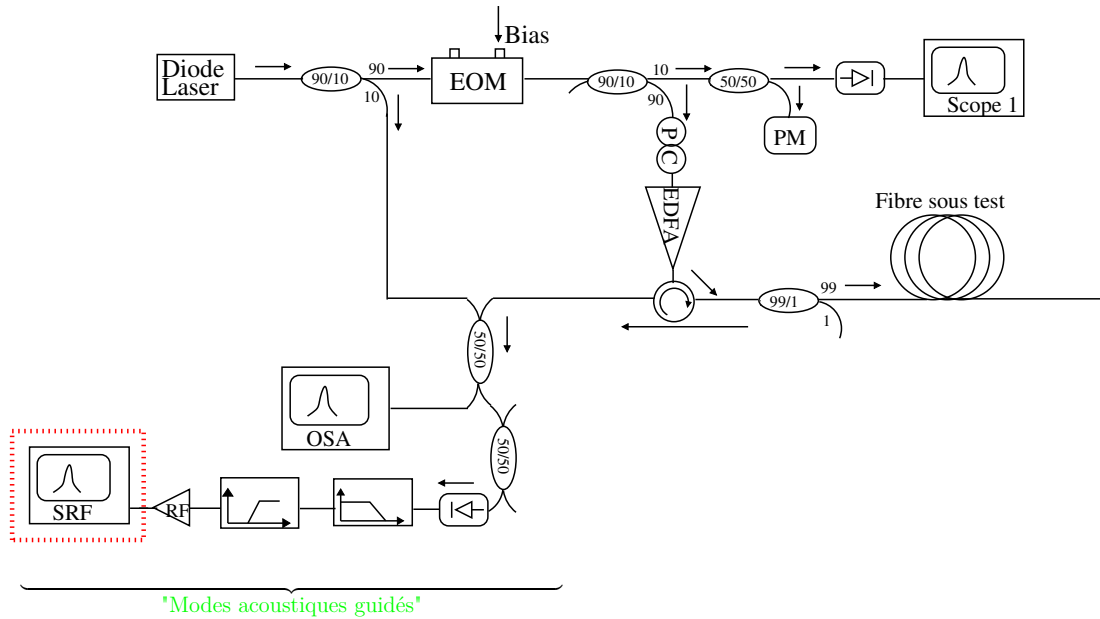 Bias
Diode
Laser
90/10
90
10
EOM
90/10
10
90
50/50
Scope 1
PM
PC
EDFA
Fibre sous test
99/1
99
1
50/50
OSA
50/50
SRF
RF
"Modes acoustiques guidés"